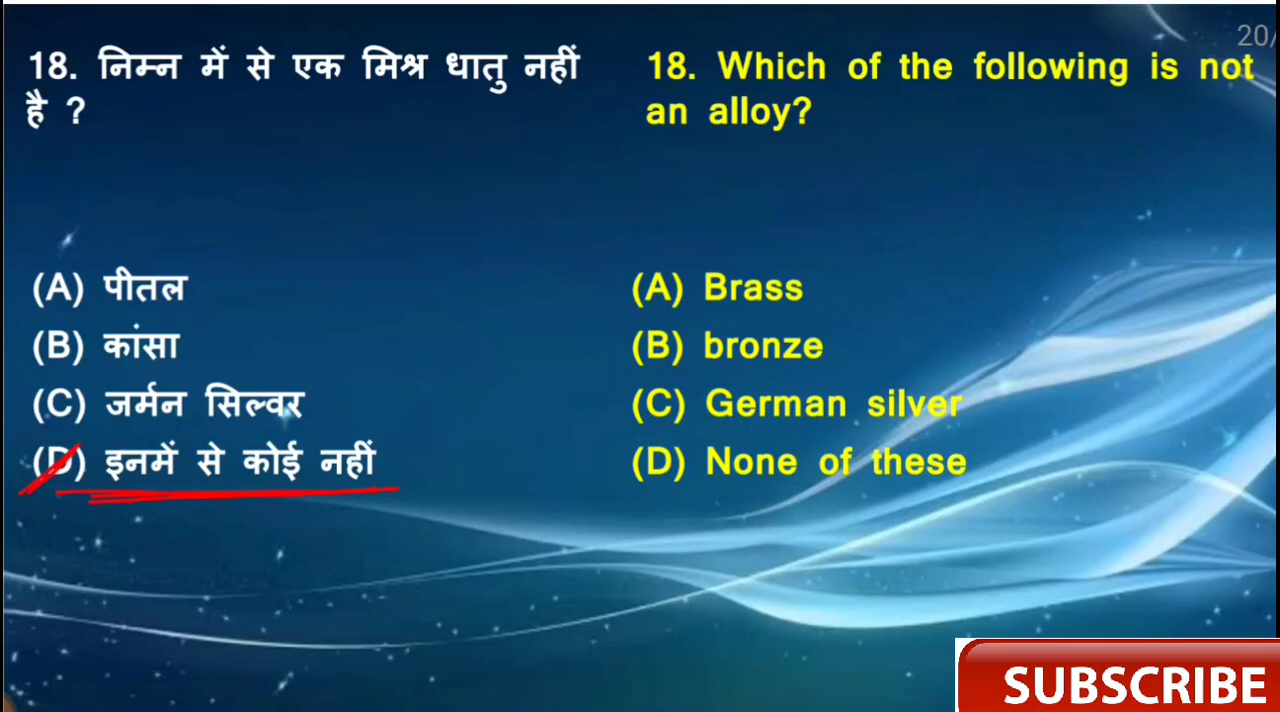 18. निम्न में से एक मिश्र धातु नहीं
है ?
(A) पीतल
(B) कांसा
(C) जर्मन सिल्वर
(D) इनमें से कोई नहीं
20/
18. Which of the following is not
an alloy?
(A) Brass
(B) bronze
(C) German silver
(D) None of these
SUBSCRIBE